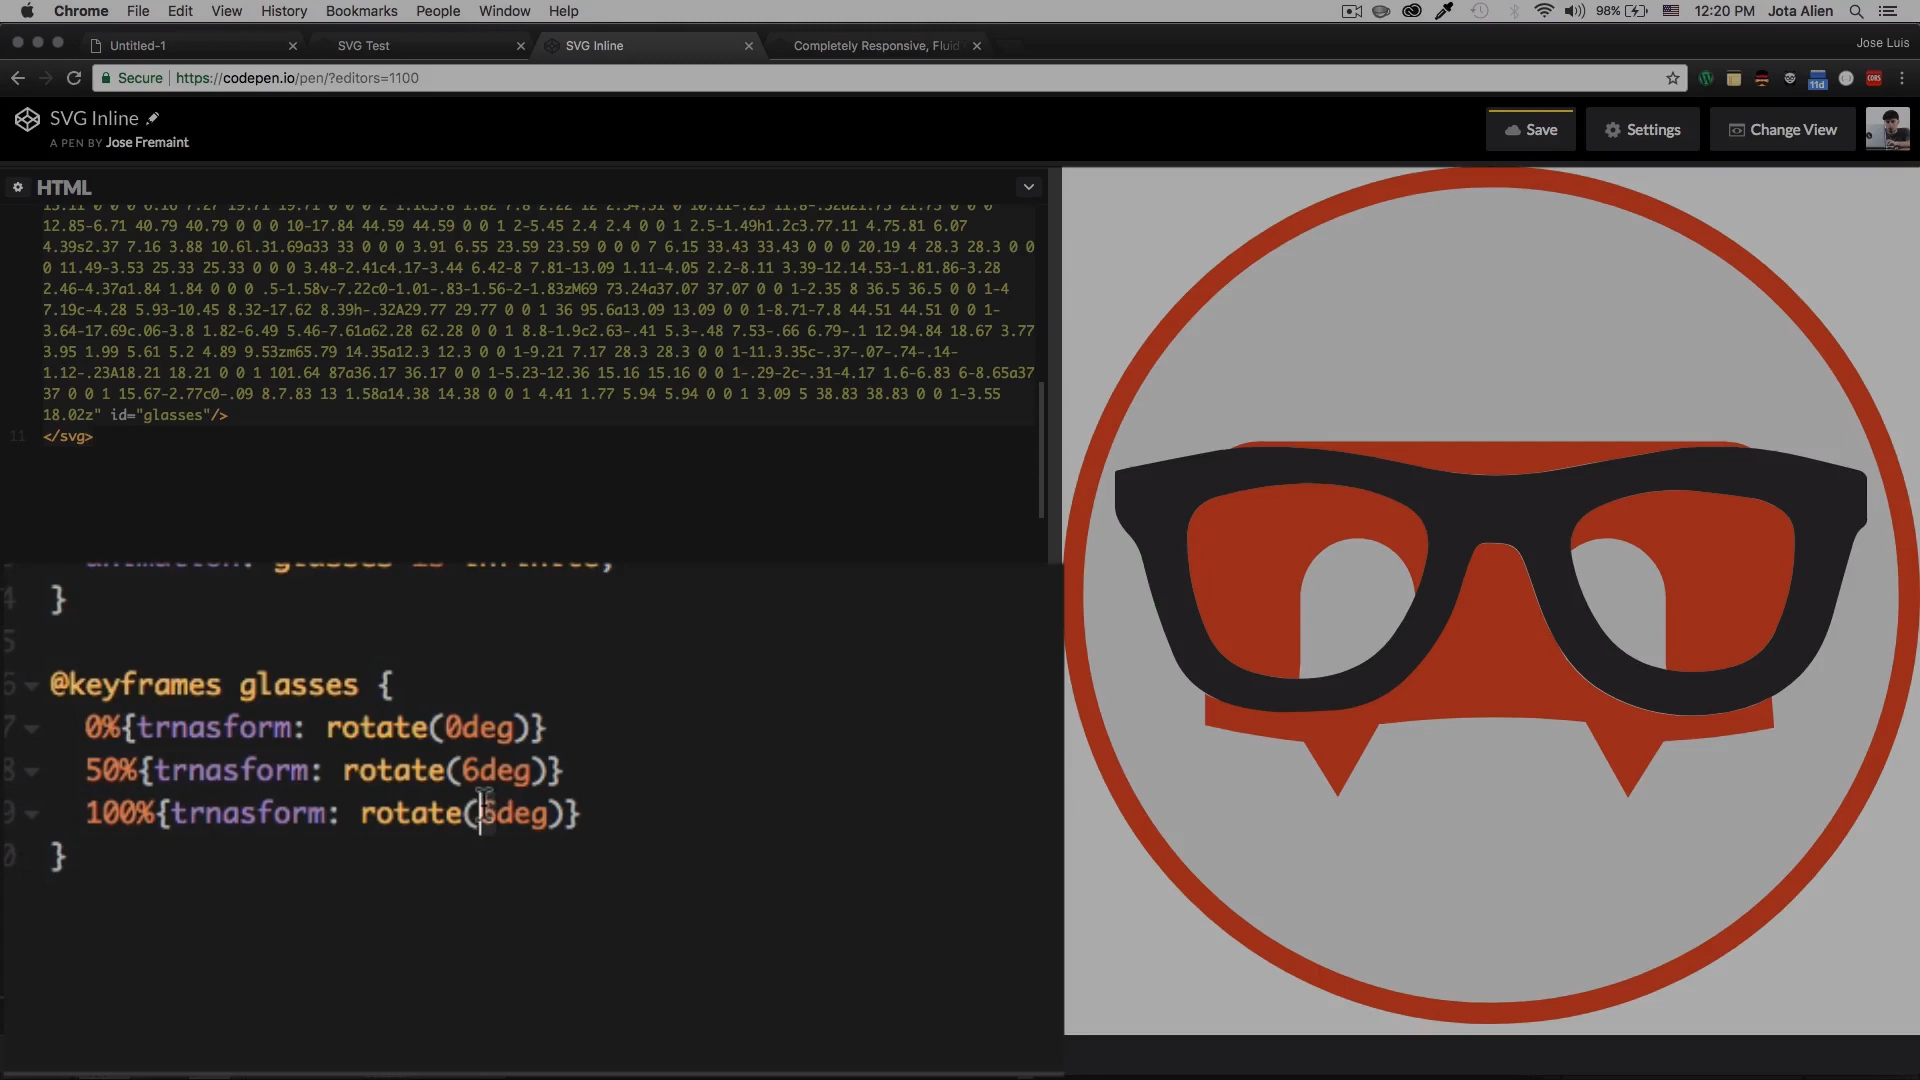 Chrome File Edit View History Bookmarks People Window Help 98% 12:20 PM Jota Alien
Untitled-1 SVG Test SVG Inline Completely Responsive, Fluid Jose Luis
Secure https://codepen.io/pen/?editors=1100 11d CORS
SVG Inline
A PEN BY Jose Fremaint
Save Settings Change View
HTML
12.85-6.71 40.79 40.79 0 0 0 10-17.84 44.59 44.59 0 0 1 2-5.45 2.4 2.4 0 0 1 2.5-1.49h1.2c3.77.11 4.75.81 6.07
4.39s2.37 7.16 3.88 10.6l.31.69a33 33 0 0 0 3.91 6.55 23.59 23.59 0 0 0 7 6.15 33.43 33.43 0 0 0 20.19 4 28.3 28.3 0 0
0 11.49-3.53 25.33 25.33 0 0 0 3.48-2.41c4.17-3.44 6.42-8 7.81-13.09 1.11-4.05 2.2-8.11 3.39-12.14.53-1.81.86-3.28
2.46-4.37a1.84 1.84 0 0 0 .5-1.58v-7.22c0-1.01-.83-1.56-2-1.83zM69 73.24a37.07 37.07 0 0 1-2.35 8 36.5 36.5 0 0 1-4
7.19c-4.28 5.93-10.45 8.32-17.62 8.39h-.32A29.77 29.77 0 0 1 36 95.6a13.09 13.09 0 0 1-8.71-7.8 44.51 44.51 0 0 1-
3.64-17.69c.06-3.8 1.82-6.49 5.46-7.61a62.28 62.28 0 0 1 8.8-1.9c2.63-.41 5.3-.48 7.53-.66 6.79-.1 12.94.84 18.67 3.77
3.95 1.99 5.61 5.2 4.89 9.53zm65.79 14.35a12.3 12.3 0 0 1-9.21 7.17 28.3 28.3 0 0 1-11.3.35c-.37-.07-.74-.14-
1.12-.23A18.21 18.21 0 0 1 101.64 87a36.17 36.17 0 0 1-5.23-12.36 15.16 15.16 0 0 1-.29-2c-.31-4.17 1.6-6.83 6-8.65a37
37 0 0 1 15.67-2.77c0-.09 8.7.83 13 1.58a14.38 14.38 0 0 1 4.41 1.77 5.94 5.94 0 0 1 3.09 5 38.83 38.83 0 0 1-3.55
18.02z" id="glasses"/>
11 </svg>
4 }
5
6 @keyframes glasses {
7 0%{trnasform: rotate(0deg)}
8 50%{trnasform: rotate(6deg)}
9 100%{trnasform: rotate(6deg)}
0 }